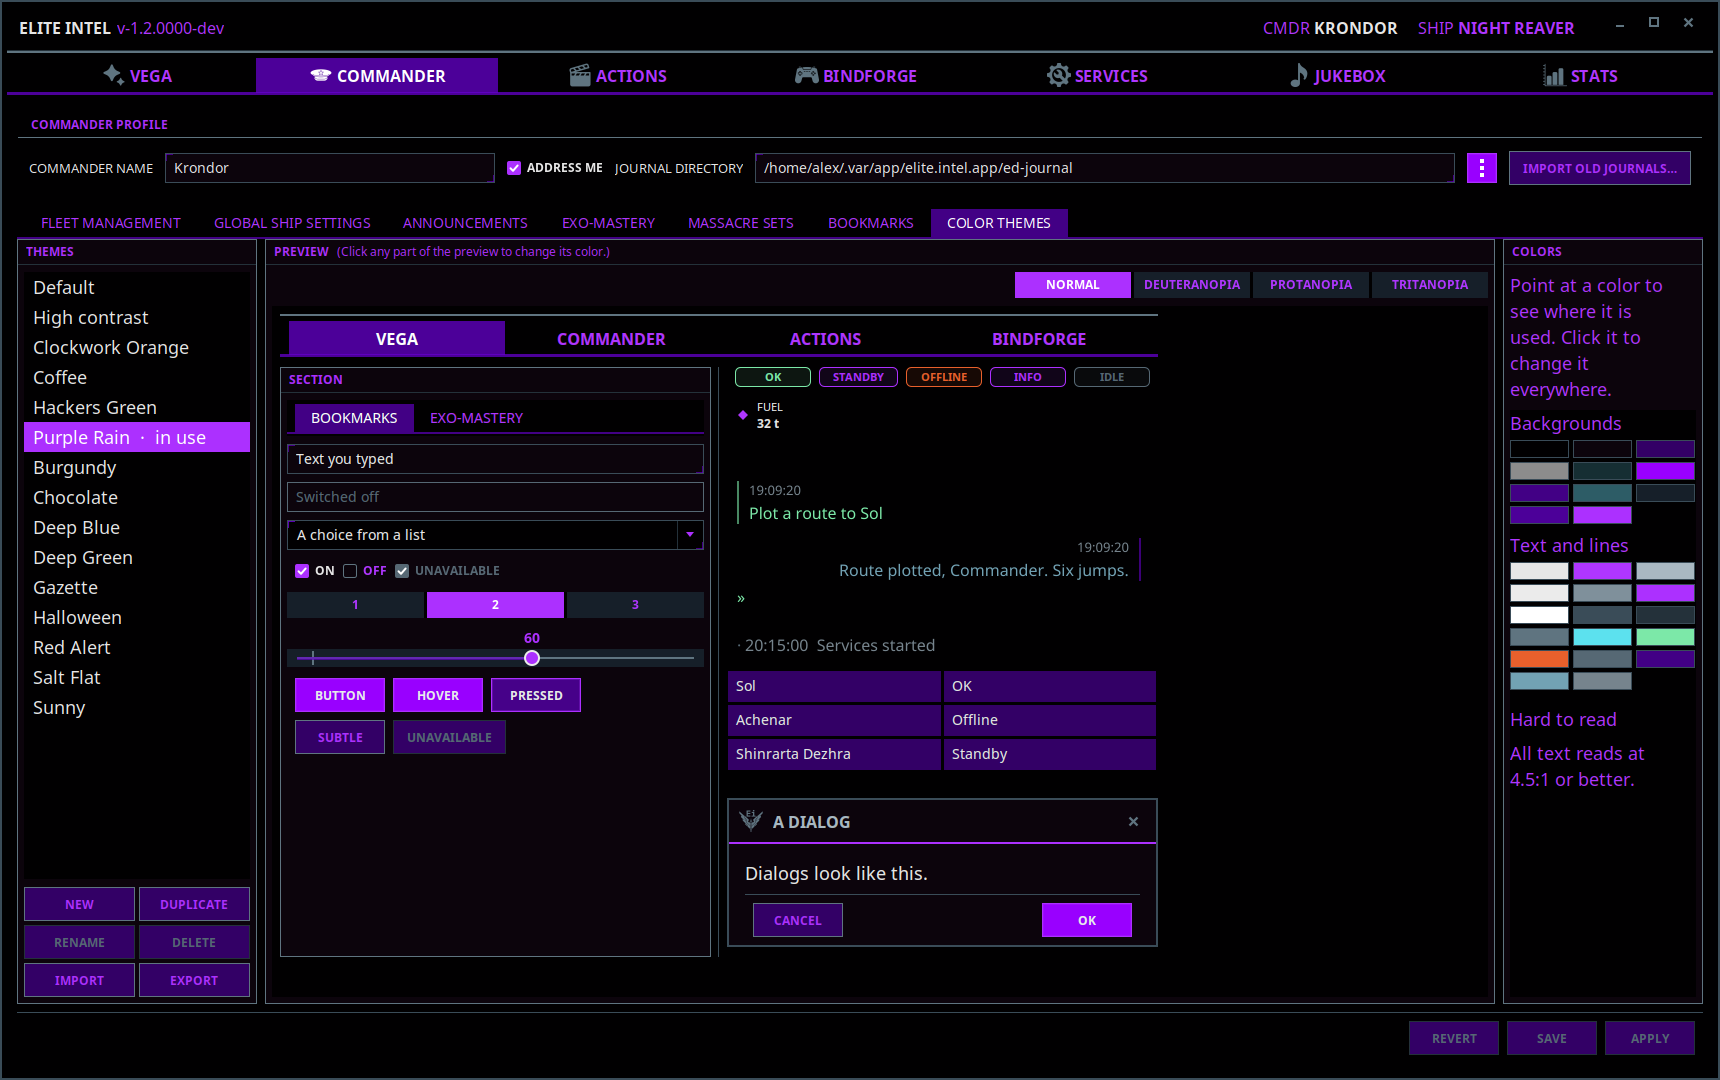 ELITE INTEL v-1.2.0000-dev
CMDR KRONDOR SHIP NIGHT REAVER
VEGA
COMMANDER
ACTIONS
BINDFORGE
SERVICES
JUKEBOX
STATS
COMMANDER PROFILE
COMMANDER NAME
Krondor
ADDRESS ME
JOURNAL DIRECTORY
/home/alex/.var/app/elite.intel.app/ed-journal
IMPORT OLD JOURNALS...
FLEET MANAGEMENT
GLOBAL SHIP SETTINGS
ANNOUNCEMENTS
EXO-MASTERY
MASSACRE SETS
BOOKMARKS
COLOR THEMES
THEMES
Default
High contrast
Clockwork Orange
Coffee
Hackers Green
Purple Rain · in use
Burgundy
Chocolate
Deep Blue
Deep Green
Gazette
Halloween
Red Alert
Salt Flat
Sunny
NEW
DUPLICATE
RENAME
DELETE
IMPORT
EXPORT
PREVIEW (Click any part of the preview to change its color.)
NORMAL
DEUTERANOPIA
PROTANOPIA
TRITANOPIA
VEGA
COMMANDER
ACTIONS
BINDFORGE
SECTION
BOOKMARKS
EXO-MASTERY
Text you typed
Switched off
A choice from a list
ON
OFF
UNAVAILABLE
1
2
3
60
BUTTON
HOVER
PRESSED
SUBTLE
UNAVAILABLE
OK
STANDBY
OFFLINE
INFO
IDLE
FUEL
32 t
19:09:20
Plot a route to Sol
19:09:20
Route plotted, Commander. Six jumps.
»
· 20:15:00 Services started
Sol
OK
Achenar
Offline
Shinrarta Dezhra
Standby
A DIALOG
Dialogs look like this.
CANCEL
OK
COLORS
Point at a color to
see where it is
used. Click it to
change it
everywhere.
Backgrounds
Text and lines
Hard to read
All text reads at
4.5:1 or better.
REVERT
SAVE
APPLY